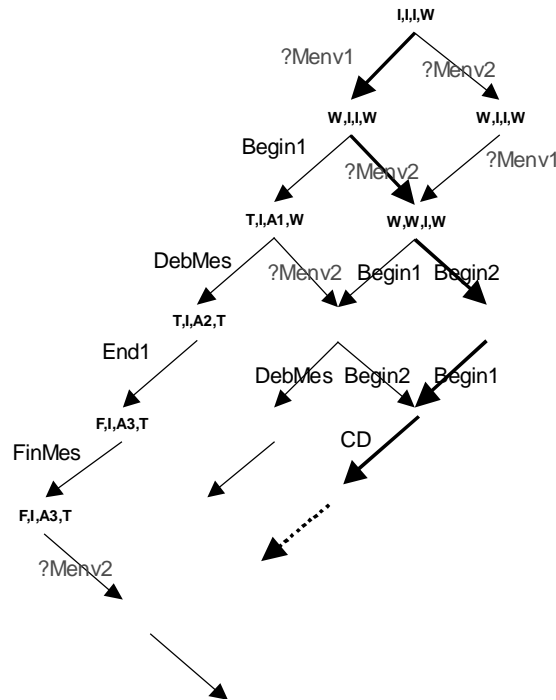 I,I,I,W
?Menv1 ?Menv2
W,I,I,W W,I,I,W
Begin1 ?Menv2 ?Menv1
T,I,A1,W W,W,I,W
DebMes ?Menv2 Begin1 Begin2
T,I,A2,T
End1 DebMes Begin2 Begin1
F,I,A3,T
FinMes CD
F,I,A3,T
?Menv2